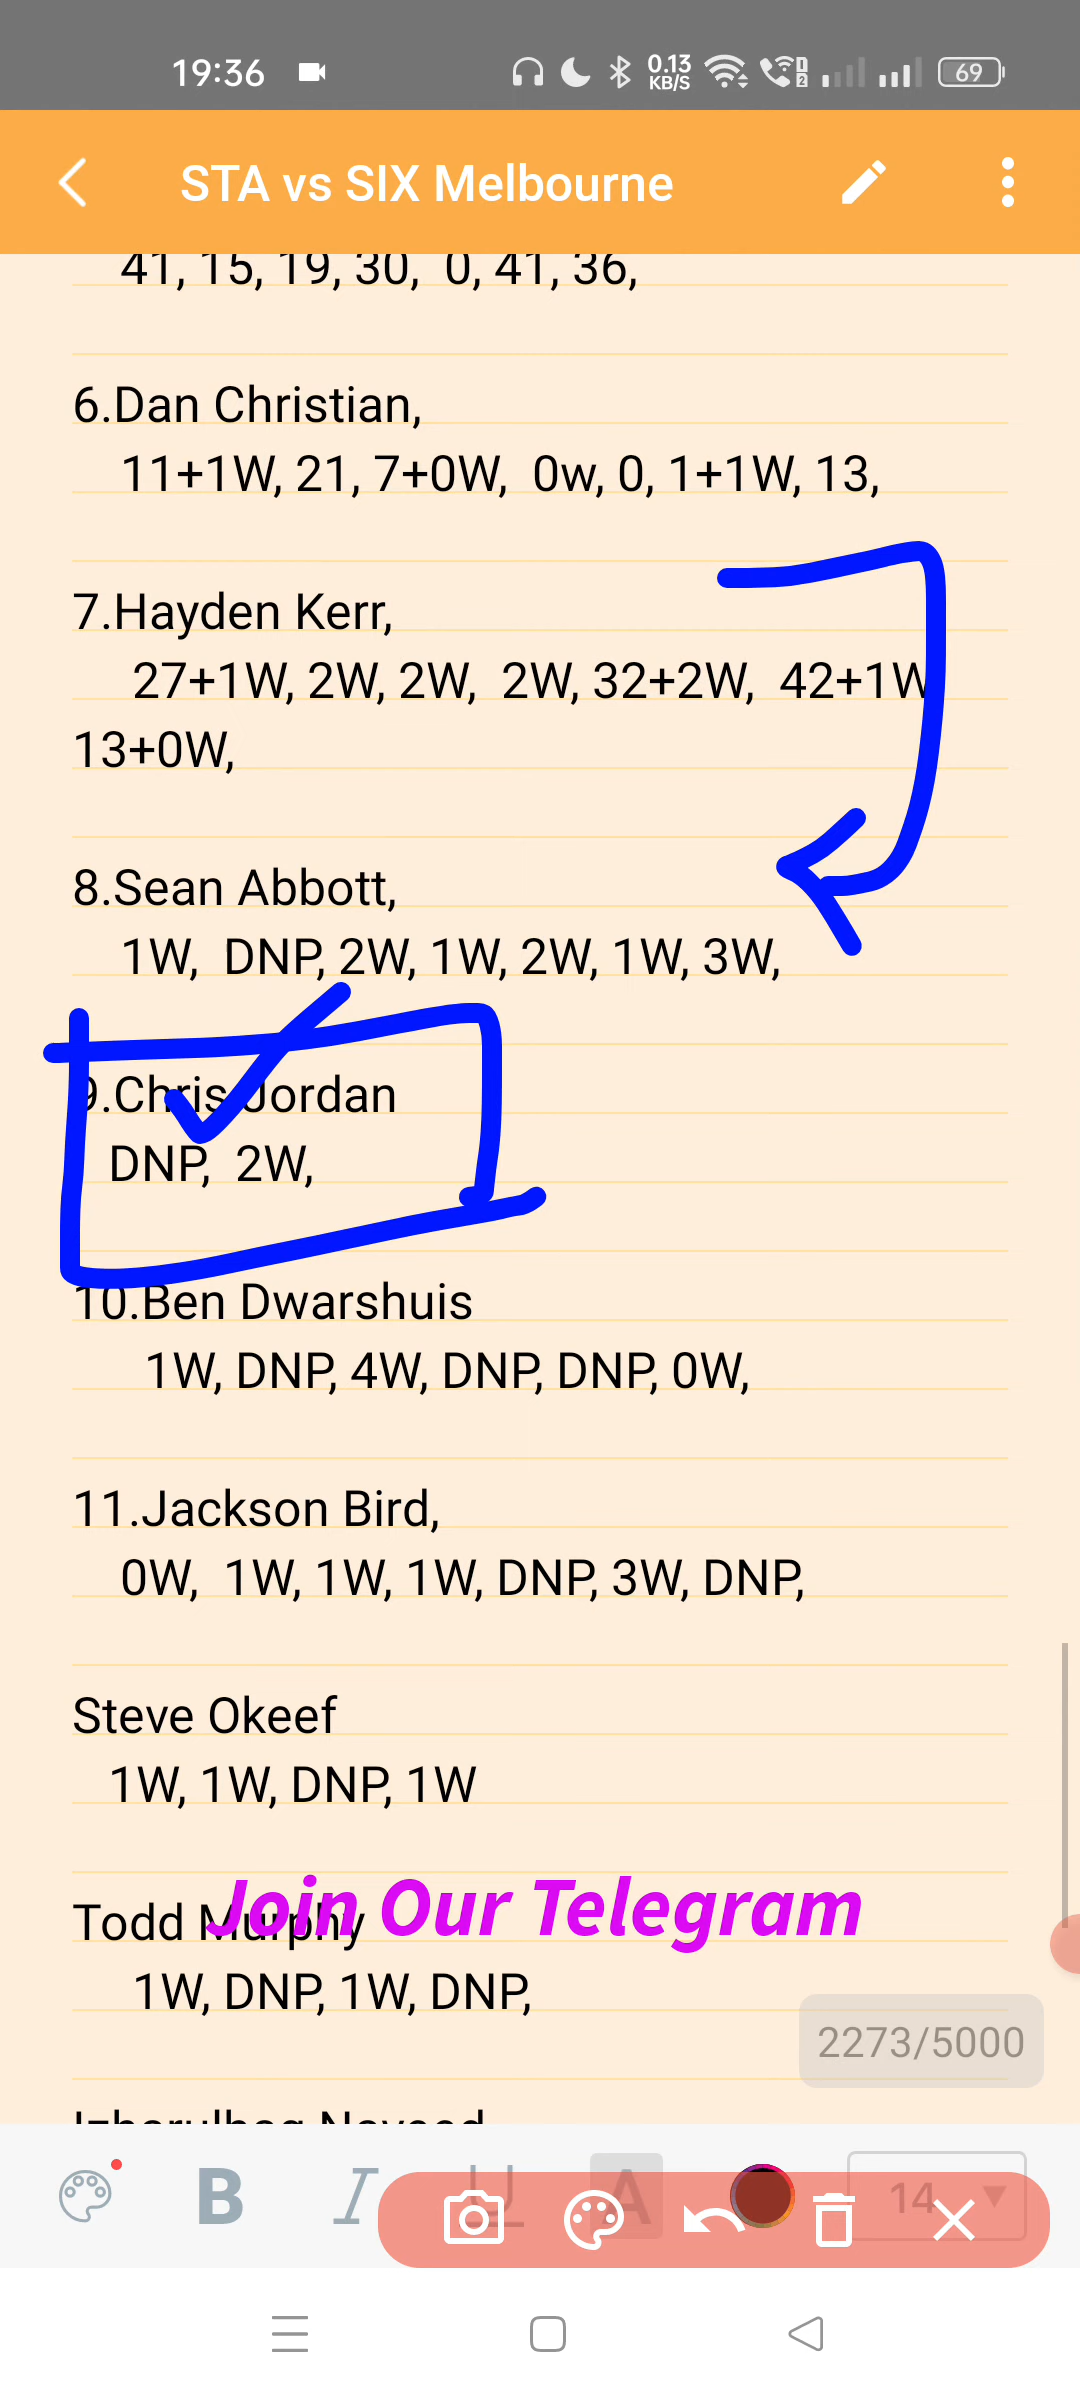 19:36 0.13 KB/S 1 2 69
STA vs SIX Melbourne
41, 15, 19, 30, 0, 41, 36,
6.Dan Christian,
11+1W, 21, 7+0W, 0w, 0, 1+1W, 13,
7.Hayden Kerr,
27+1W, 2W, 2W, 2W, 32+2W, 42+1W
13+0W,
8.Sean Abbott,
1W, DNP, 2W, 1W, 2W, 1W, 3W,
9.Chris Jordan
DNP, 2W,
10.Ben Dwarshuis
1W, DNP, 4W, DNP, DNP, 0W,
11.Jackson Bird,
0W, 1W, 1W, 1W, DNP, 3W, DNP,
Steve Okeef
1W, 1W, DNP, 1W
Join Our Telegram
Todd Murphy
1W, DNP, 1W, DNP,
2273/5000
B I U A 14